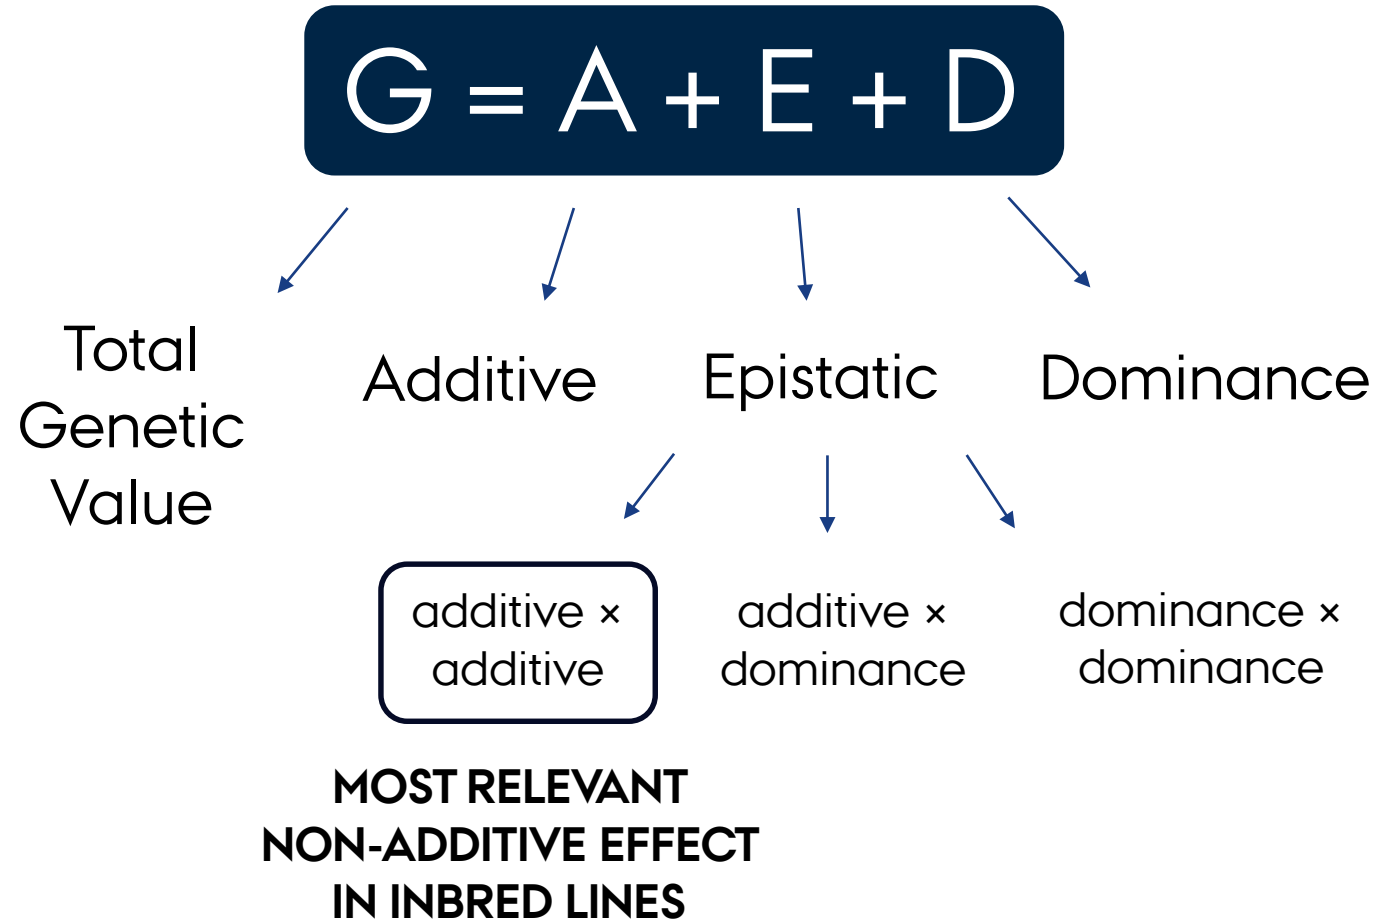 G = A + E + D
Total
Genetic
Value
Additive
Epistatic
Dominance
additive ×
additive
additive ×
dominance
dominance ×
dominance
MOST RELEVANT
NON-ADDITIVE EFFECT
IN INBRED LINES